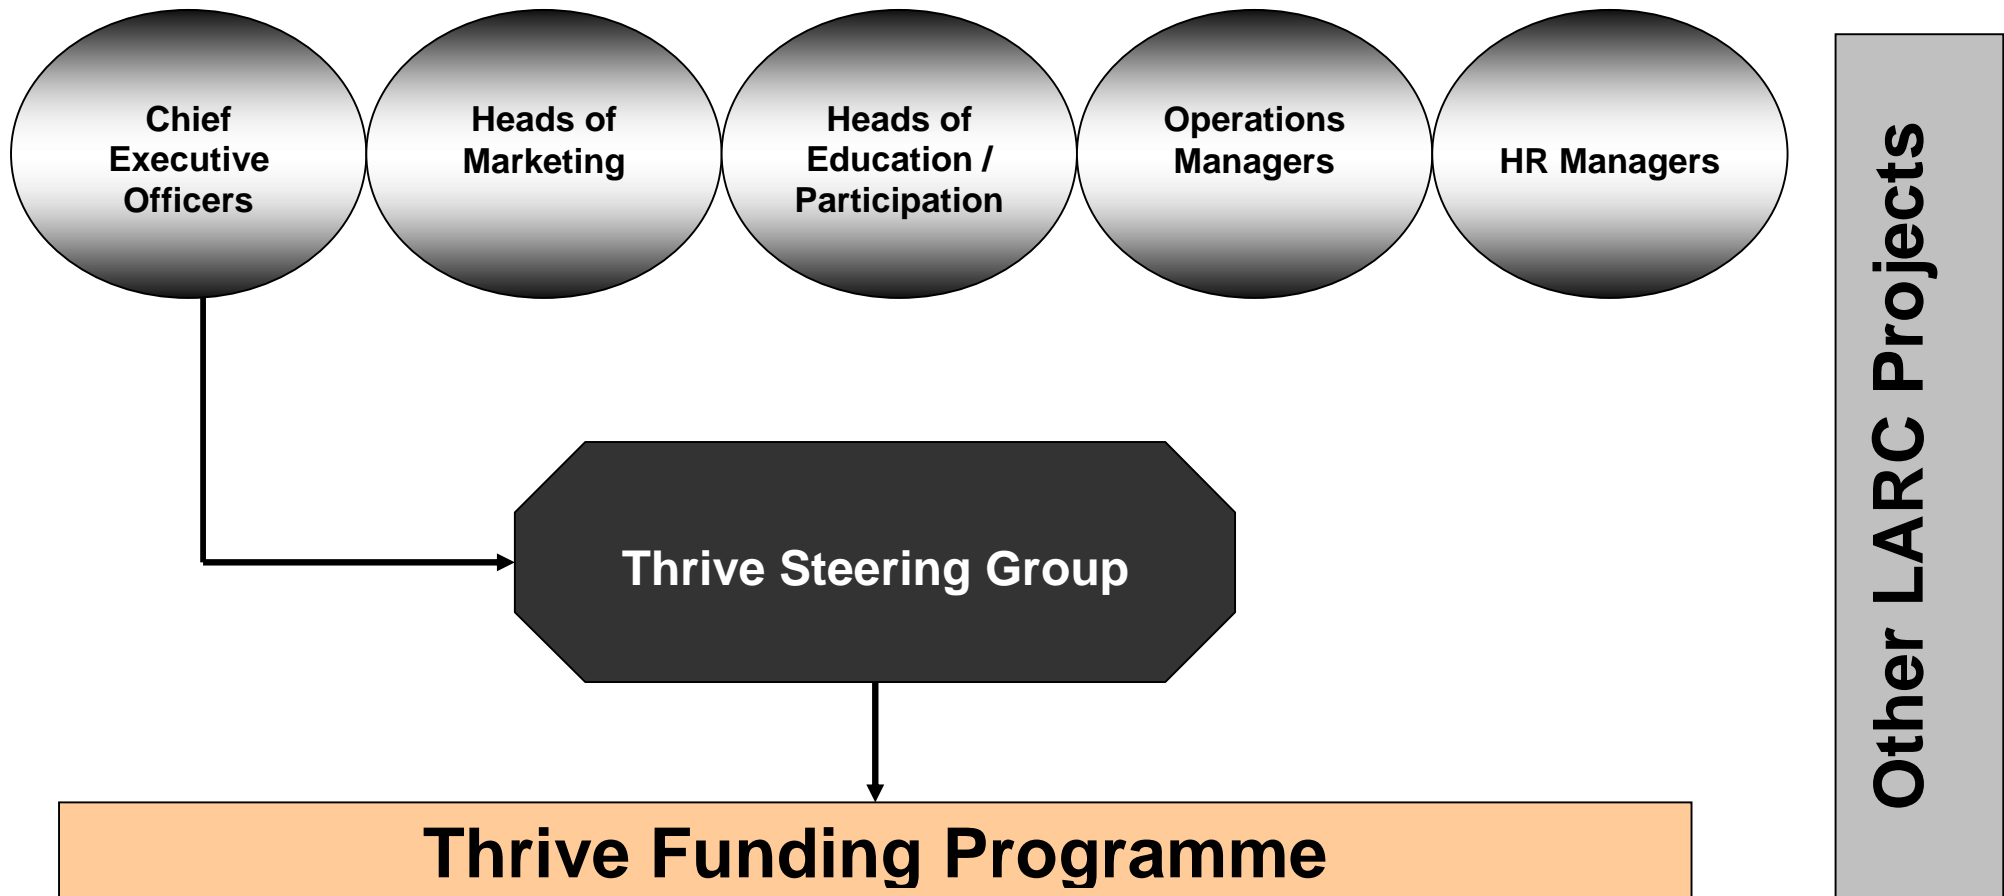 Chief
Executive
Officers
Heads of
Marketing
Heads of
Education /
Participation
Operations
Managers
HR Managers
Other LARC Projects
Thrive Steering Group
Thrive Funding Programme